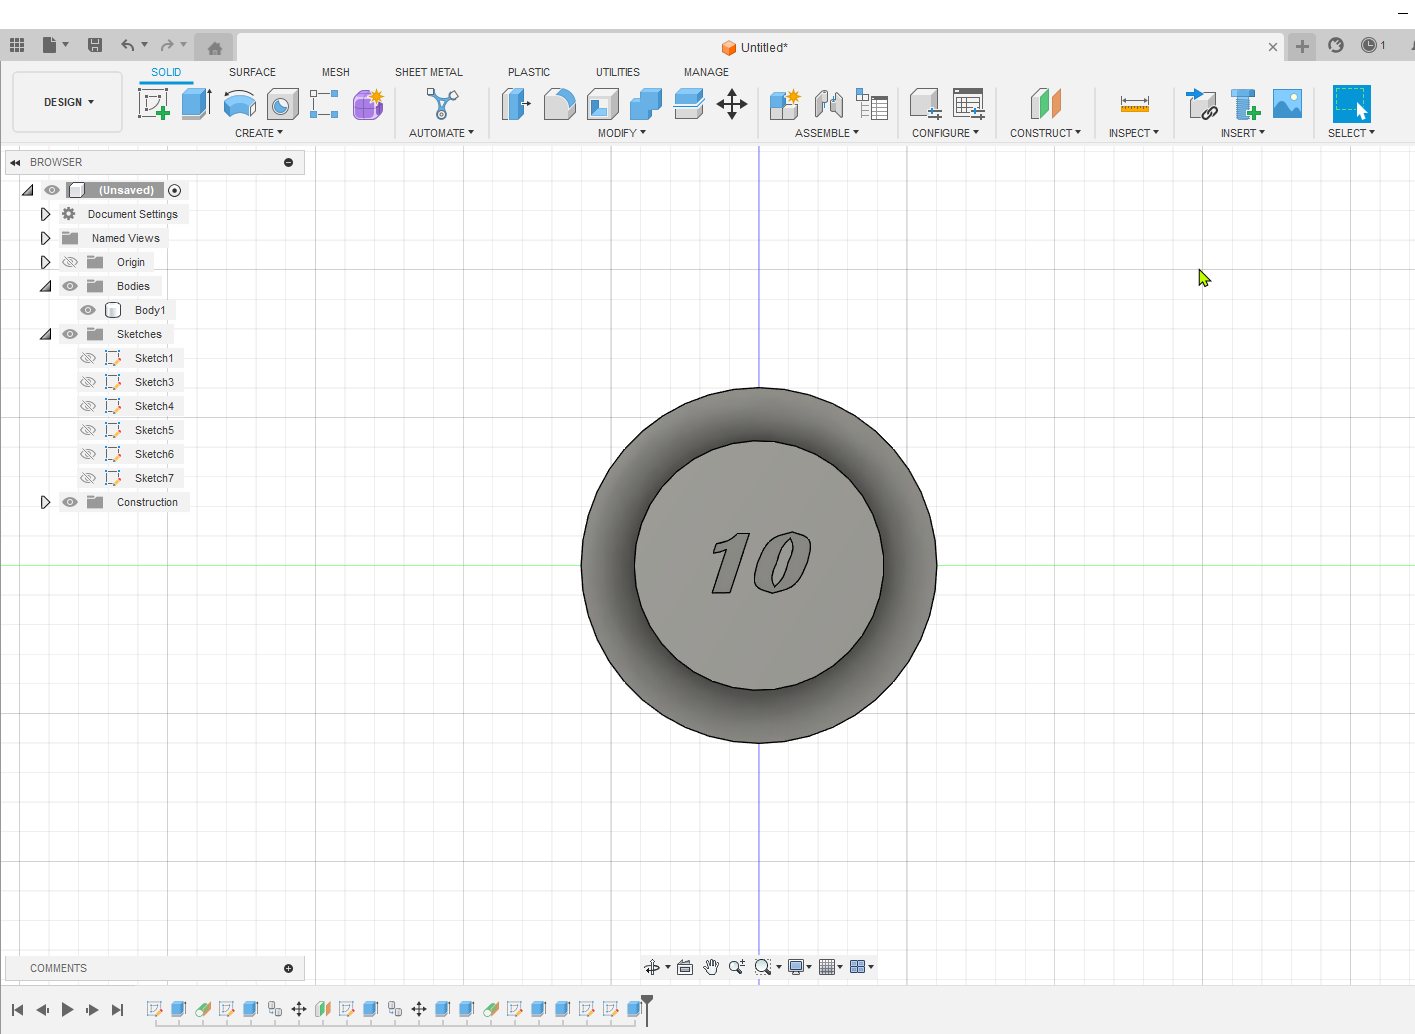 Untitled*
1
SOLID SURFACE MESH SHEET METAL PLASTIC UTILITIES MANAGE
DESIGN
CREATE AUTOMATE MODIFY ASSEMBLE CONFIGURE CONSTRUCT INSPECT INSERT SELECT
BROWSER
(Unsaved)
Document Settings
Named Views
Origin
Bodies
Body1
Sketches
Sketch1
Sketch3
Sketch4
Sketch5
Sketch6
Sketch7
Construction
10
COMMENTS